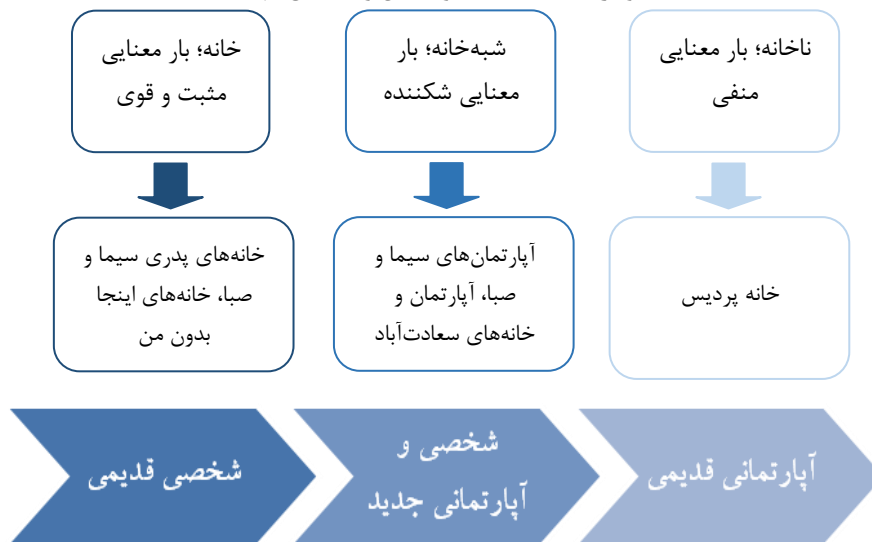 ناخانه؛ بار معنایی
منفی
شبه‌خانه؛ بار
معنایی شکننده
خانه؛ بار معنایی
مثبت و قوی
خانه پردیس
آپارتمان‌های سیما و
صبا، آپارتمان و
خانه‌های سعادت‌آباد
خانه‌های پدری سیما و
صبا، خانه‌های اینجا
بدون من
آپارتمانی قدیمی
شخصی و
آپارتمانی جدید
شخصی قدیمی